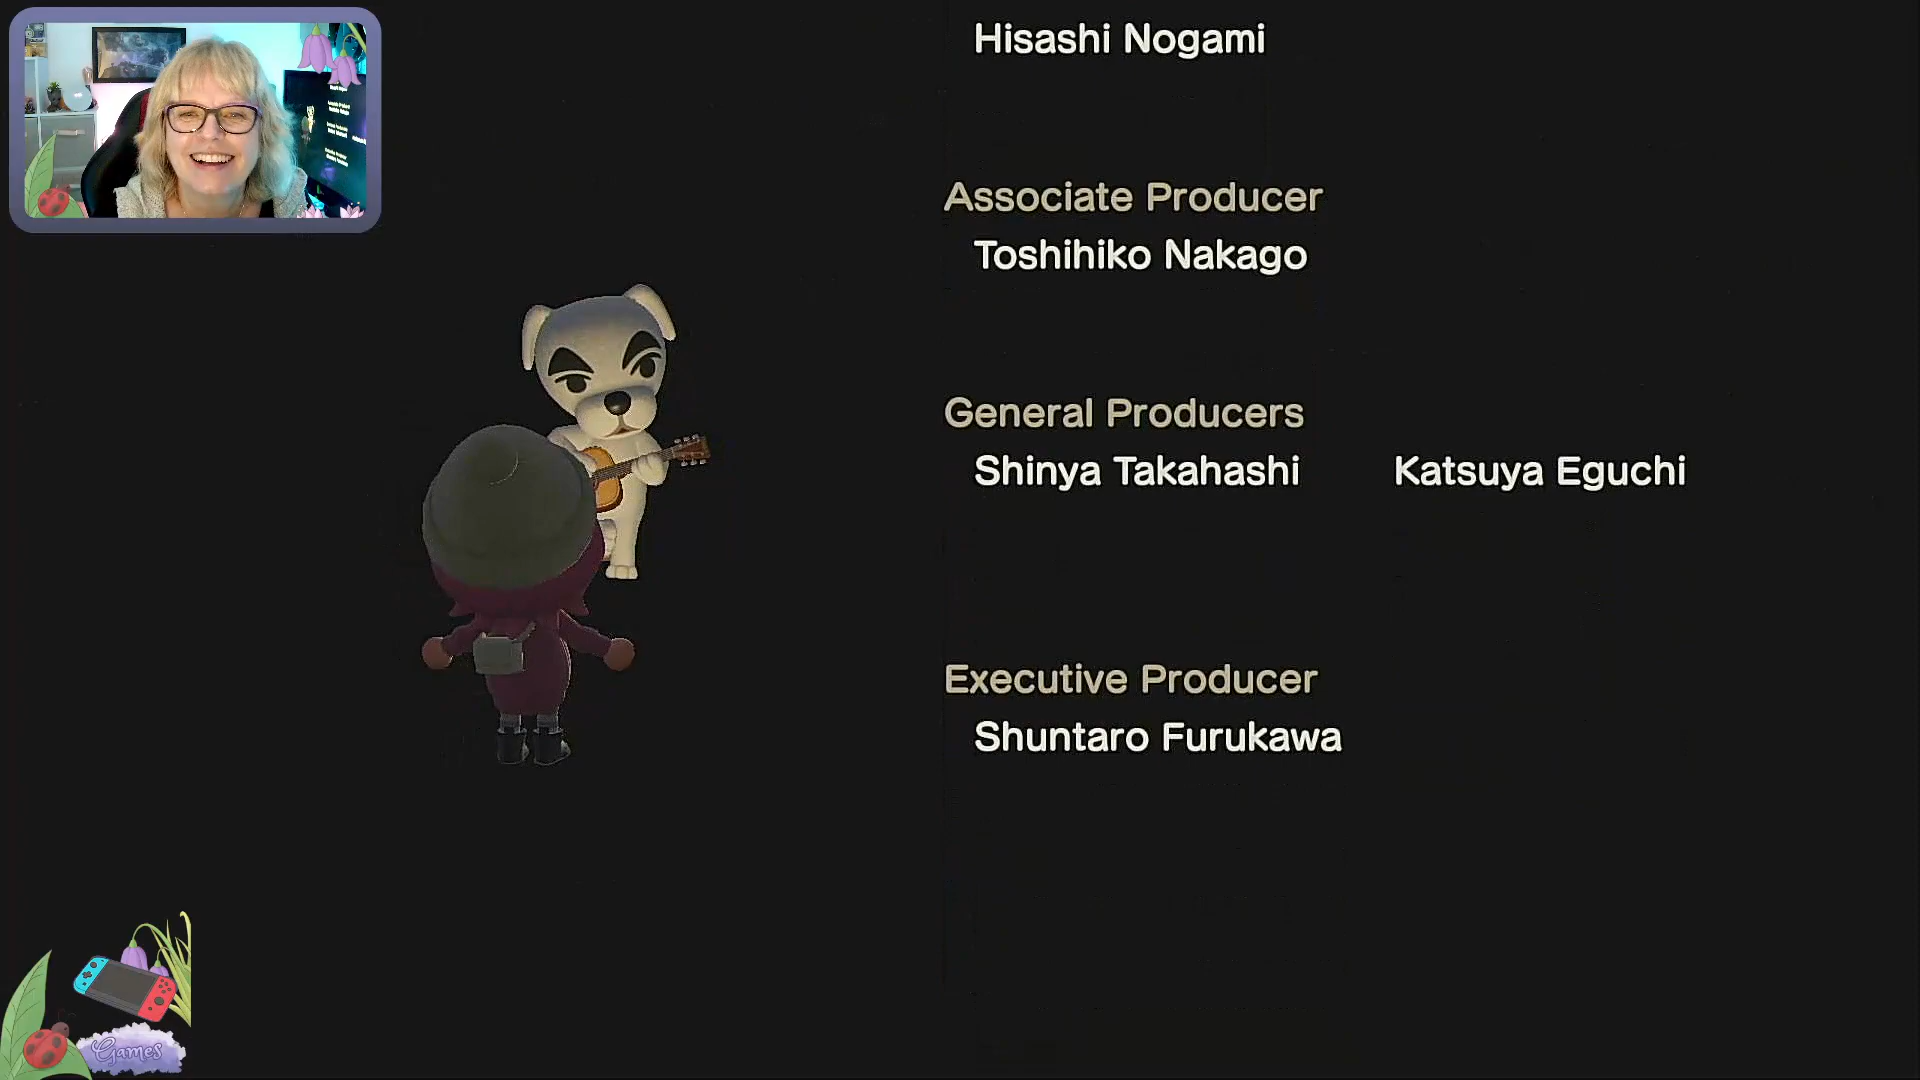 Hisashi Nogami
Associate Producer
Toshihiko Nakago
General Producers
Shinya Takahashi Katsuya Eguchi
Executive Producer
Shuntaro Furukawa
Games